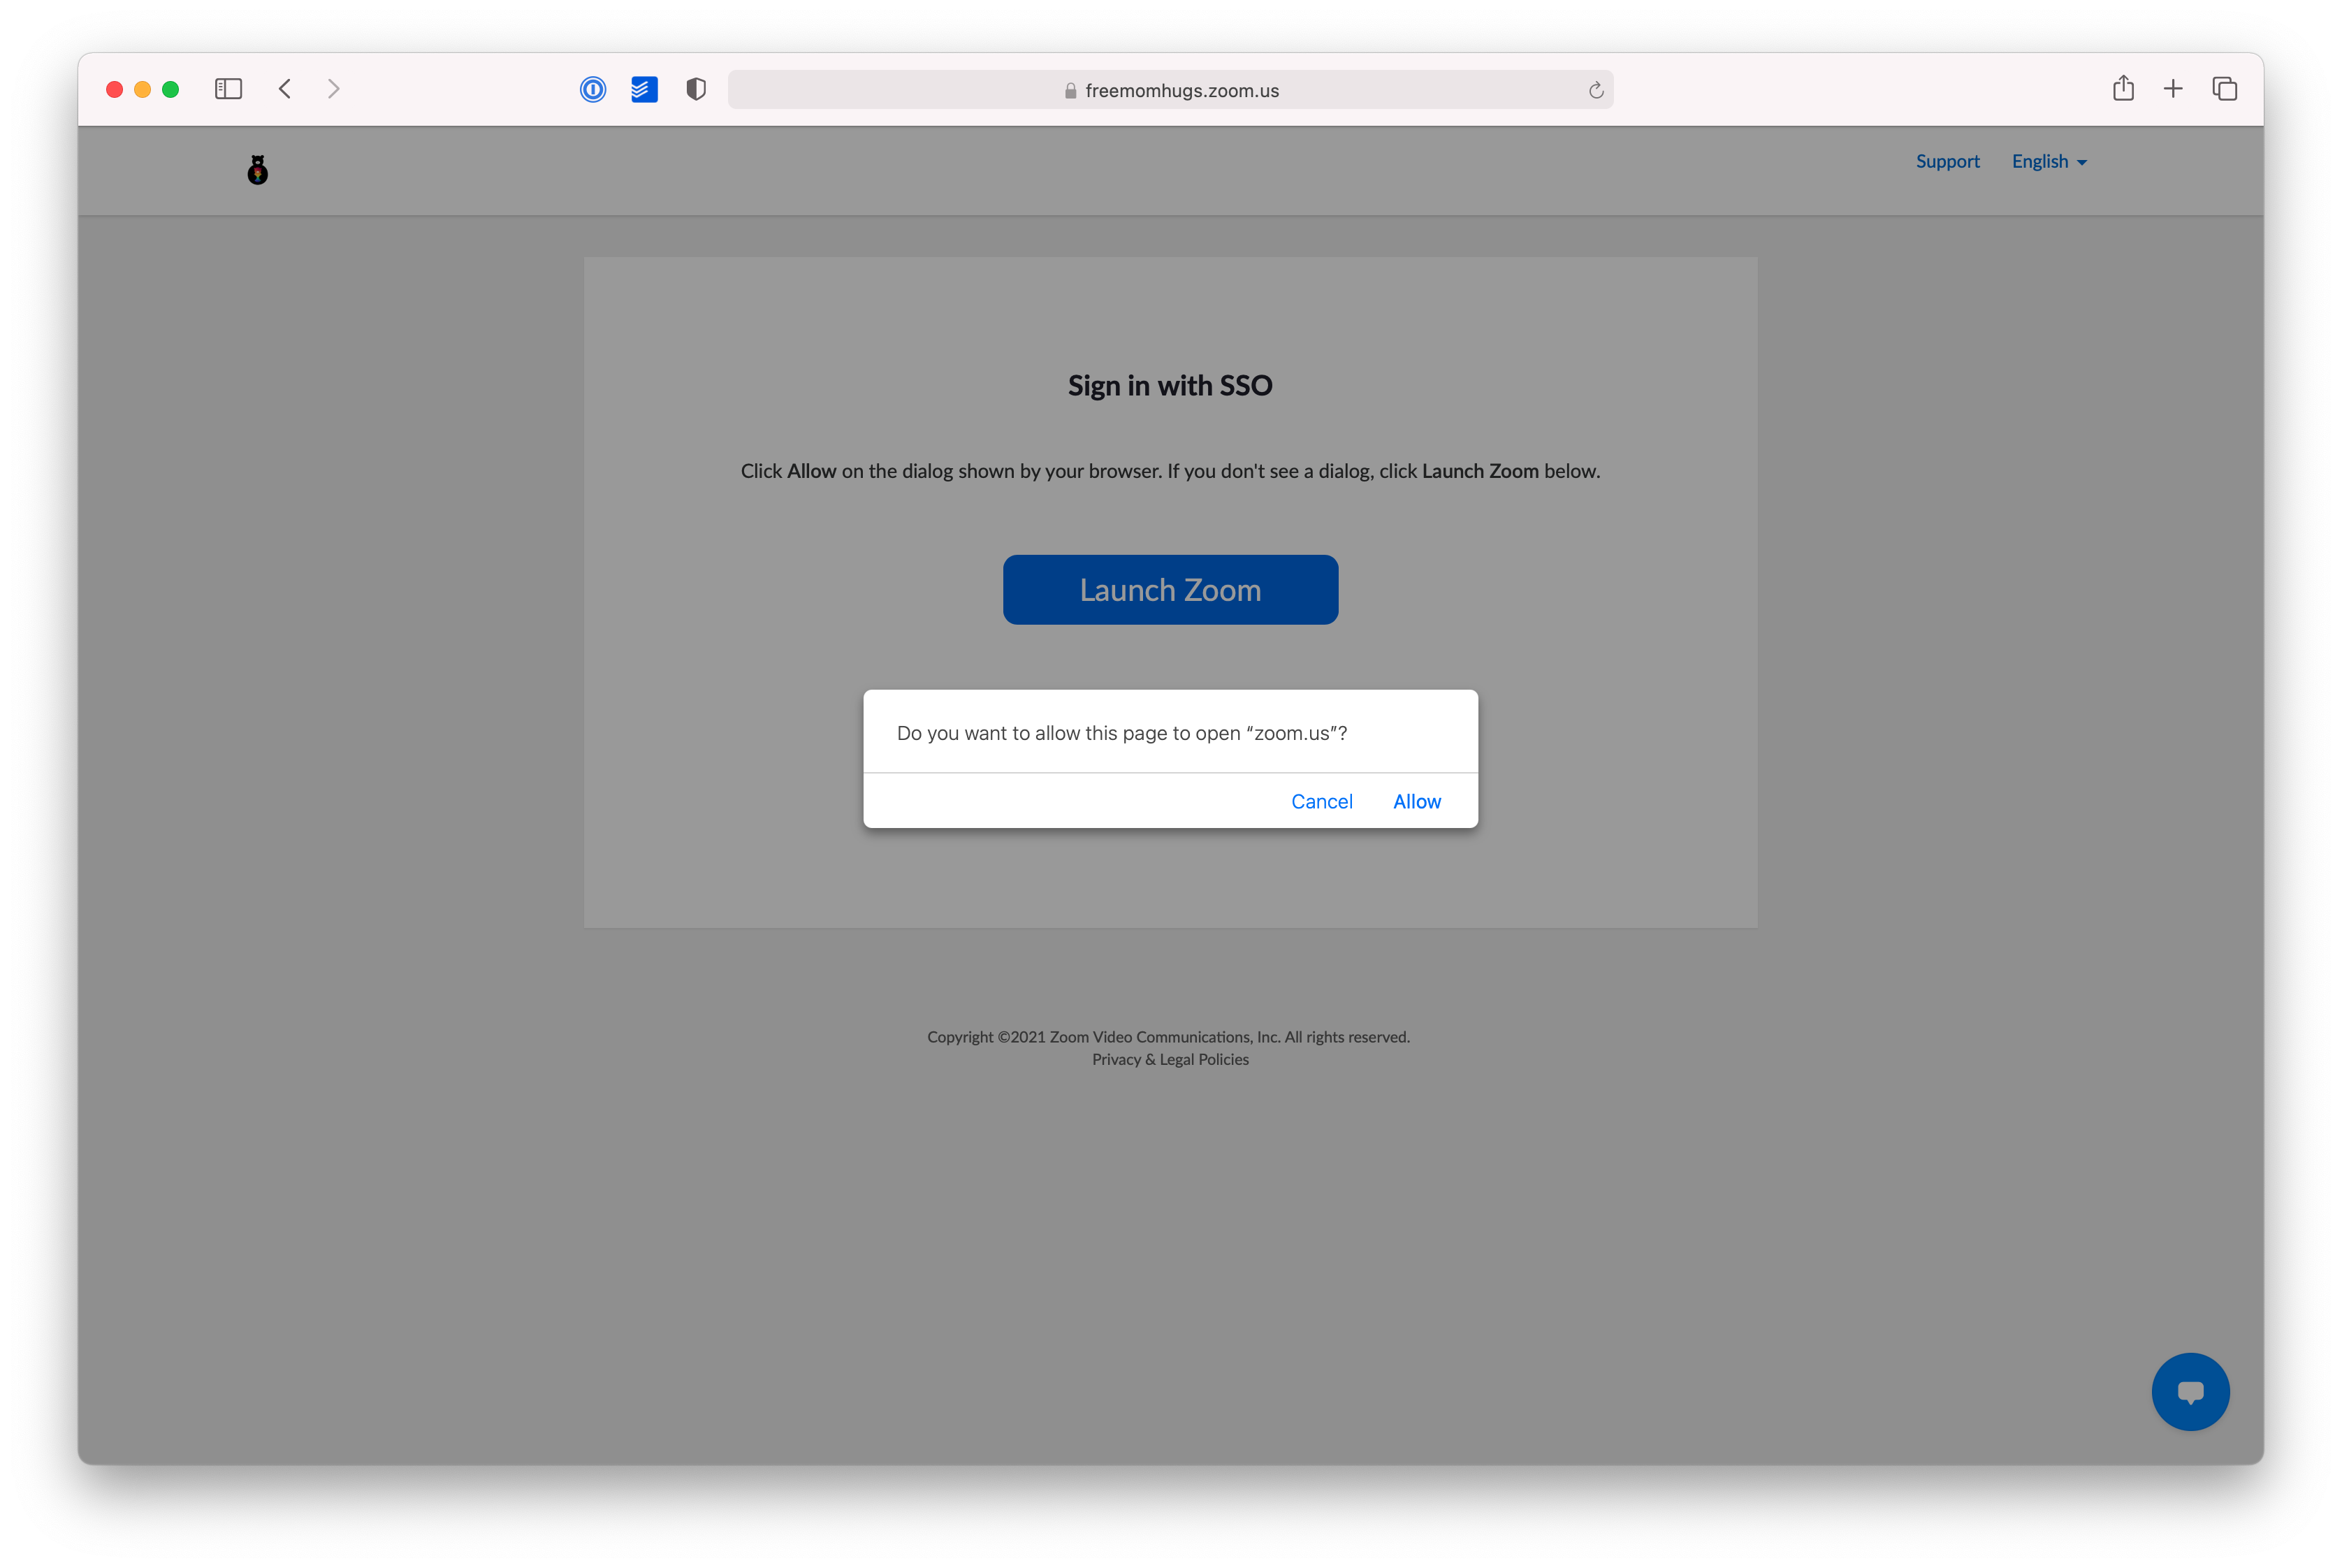 freemomhugs.zoom.us
Support English
Sign in with SSO
Click Allow on the dialog shown by your browser. If you don't see a dialog, click Launch Zoom below.
Launch Zoom
Do you want to allow this page to open “zoom.us”?
Cancel Allow
Copyright ©2021 Zoom Video Communications, Inc. All rights reserved.
Privacy & Legal Policies